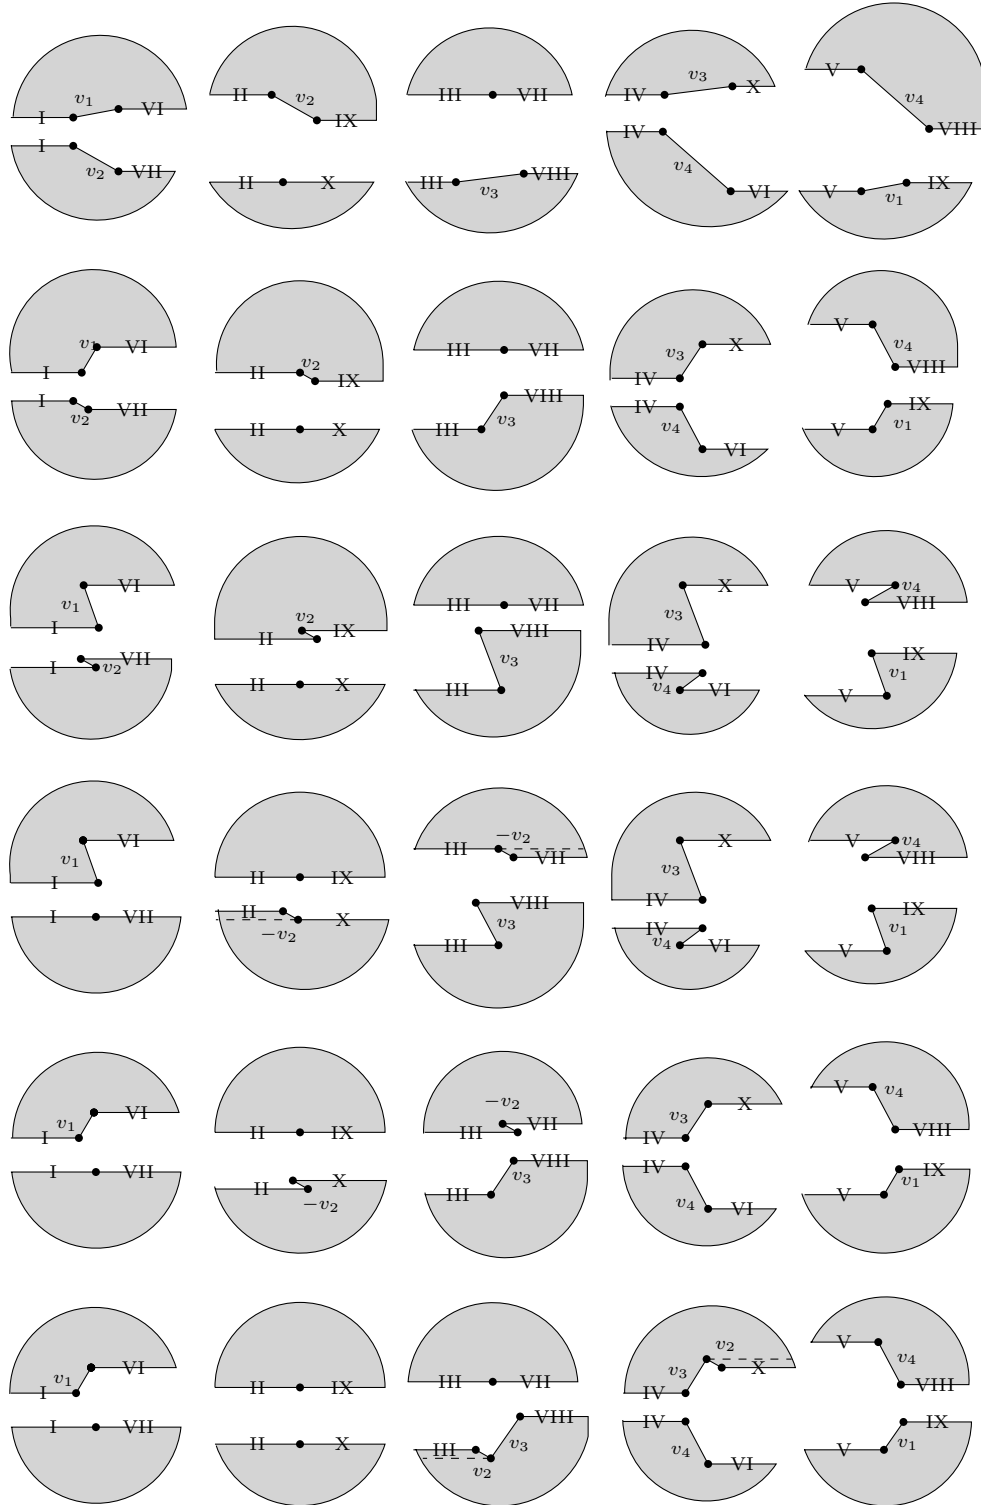 I v₁ VI II v₂ IX III VII IV v₃ X V v₄ VIII
I v₂ VII II X III v₃ VIII IV v₄ VI V v₁ IX
I v₁ VI II v₂ IX III VII IV v₃ X V v₄ VIII
I v₂ VII II X III v₃ VIII IV v₄ VI V v₁ IX
I v₁ VI II v₂ IX III VII IV v₃ X V v₄ VIII
I v₂ VII II X III v₃ VIII IV v₄ VI V v₁ IX
I v₁ VI II IX III −v₂ VII IV v₃ X V v₄ VIII
I VII II −v₂ X III v₃ VIII IV v₄ VI V v₁ IX
I v₁ VI II IX III −v₂ VII IV v₃ X V v₄ VIII
I VII II −v₂ X III v₃ VIII IV v₄ VI V v₁ IX
I v₁ VI II IX III VII IV v₃ v₂ X V v₄ VIII
I VII II X III v₂ v₃ VIII IV v₄ VI V v₁ IX